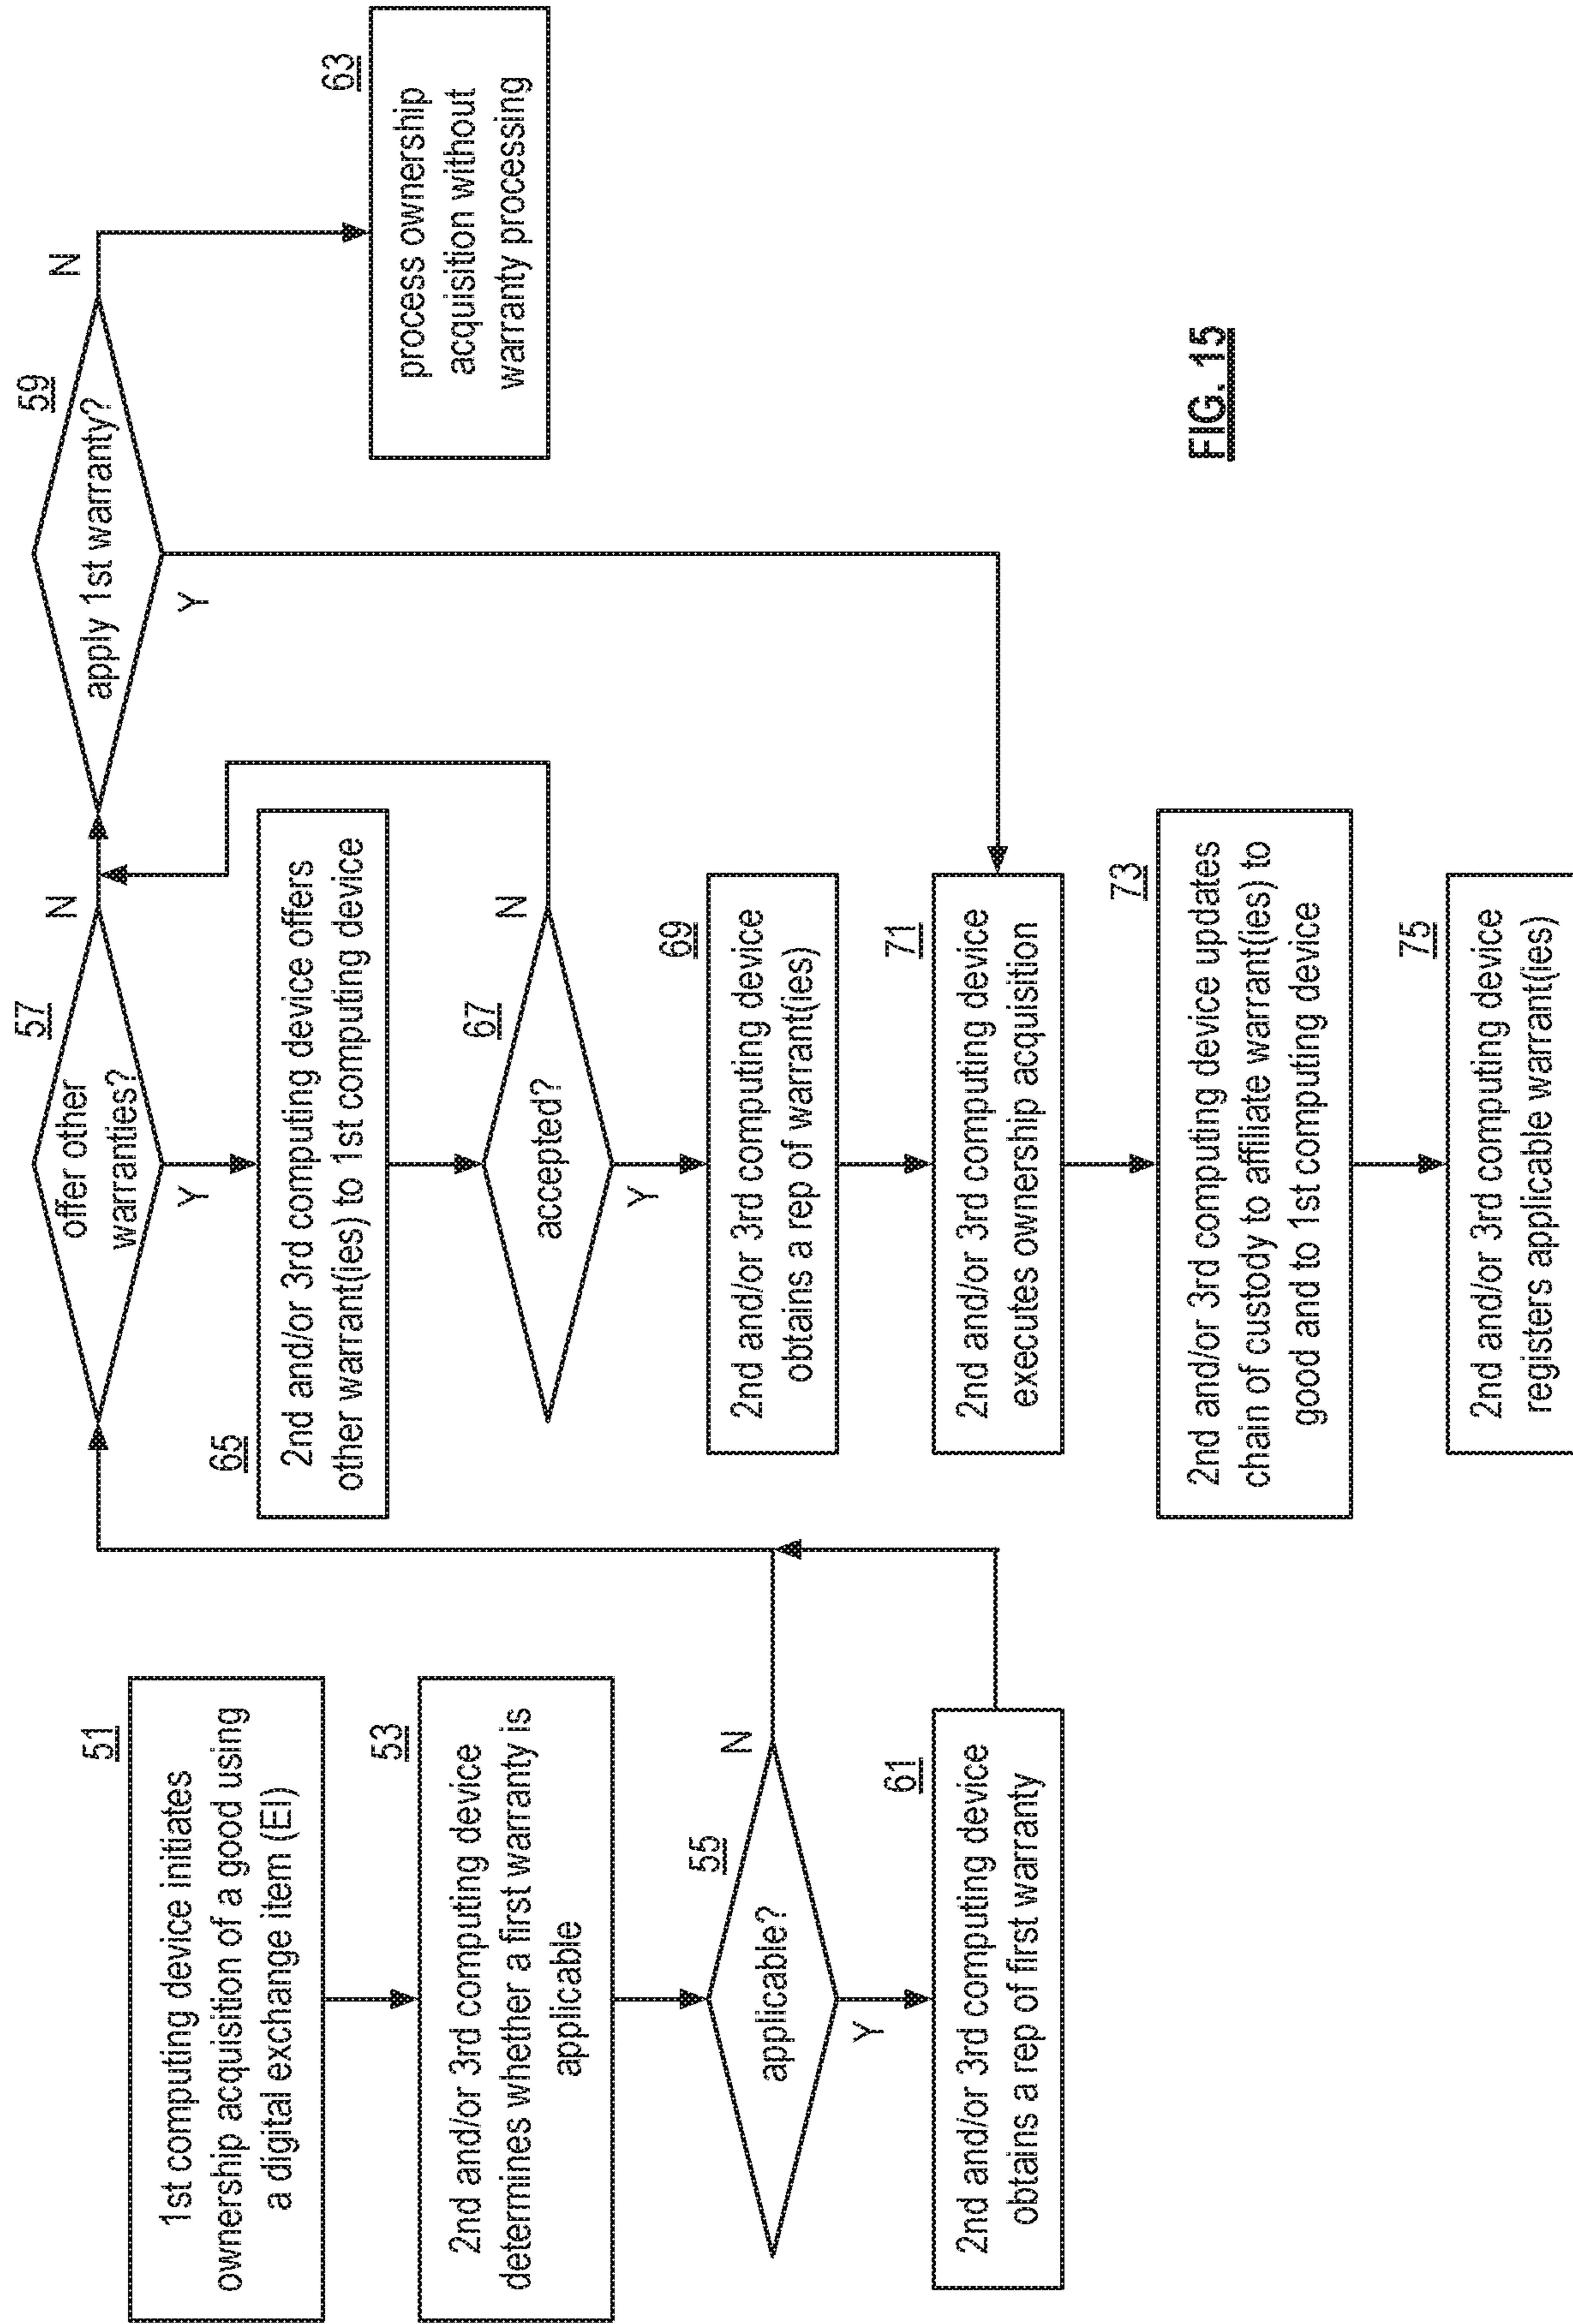 51
1st computing device initiates
ownership acquisition of a good using
a digital exchange item (EI)
53
2nd and/or 3rd computing device
determines whether a first warranty is
applicable
55
applicable?
N
Y
61
2nd and/or 3rd computing device
obtains a rep of first warranty
57
offer other
warranties?
N
Y
65
2nd and/or 3rd computing device offers
other warrant(ies) to 1st computing device
67
accepted?
N
Y
69
2nd and/or 3rd computing device
obtains a rep of warrant(ies)
71
2nd and/or 3rd computing device
executes ownership acquisition
73
2nd and/or 3rd computing device updates
chain of custody to affiliate warrant(ies) to
good and to 1st computing device
75
2nd and/or 3rd computing device
registers applicable warrant(ies)
59
apply 1st warranty?
N
Y
63
process ownership
acquisition without
warranty processing
FIG. 15